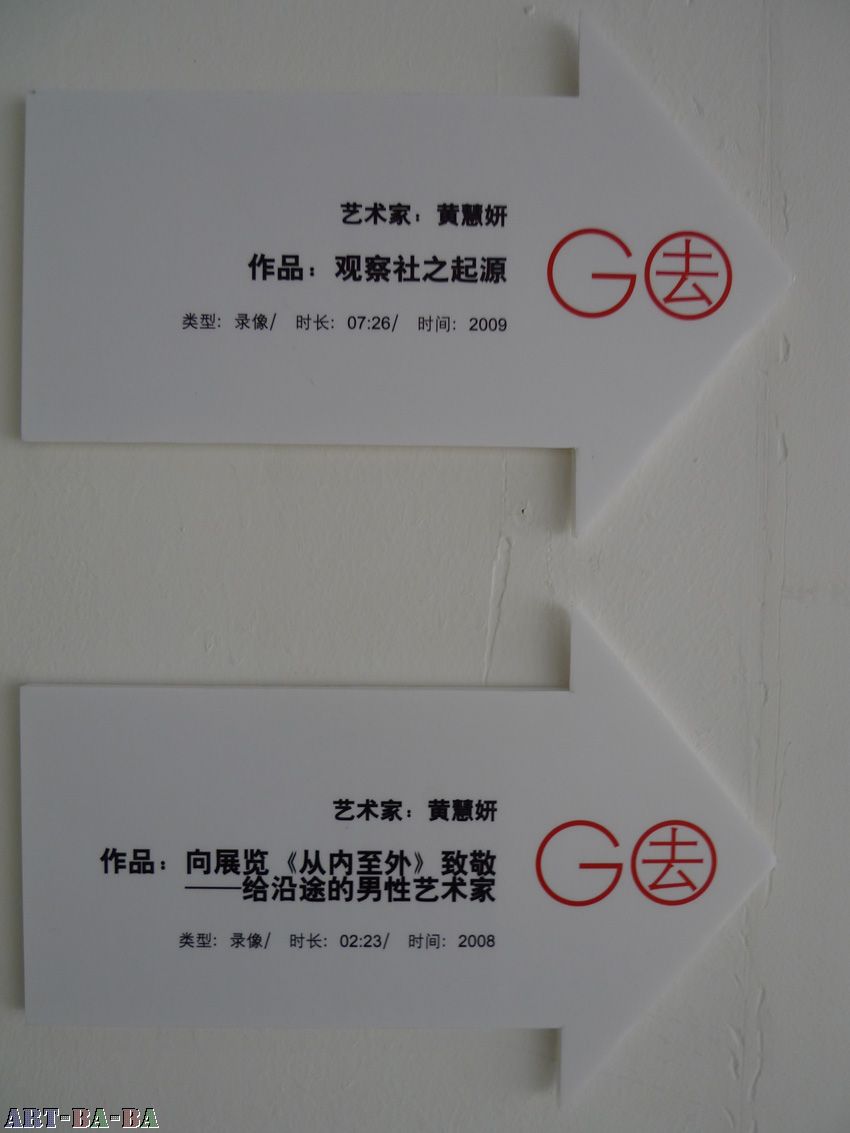 艺术家：黄慧妍
作品：观察社之起源
类型：录像/ 时长：07:26/ 时间：2009
G去
艺术家：黄慧妍
作品：向展览《从内至外》致敬
——给沿途的男性艺术家
类型：录像/ 时长：02:23/ 时间：2008
G去
ART-BA-BA